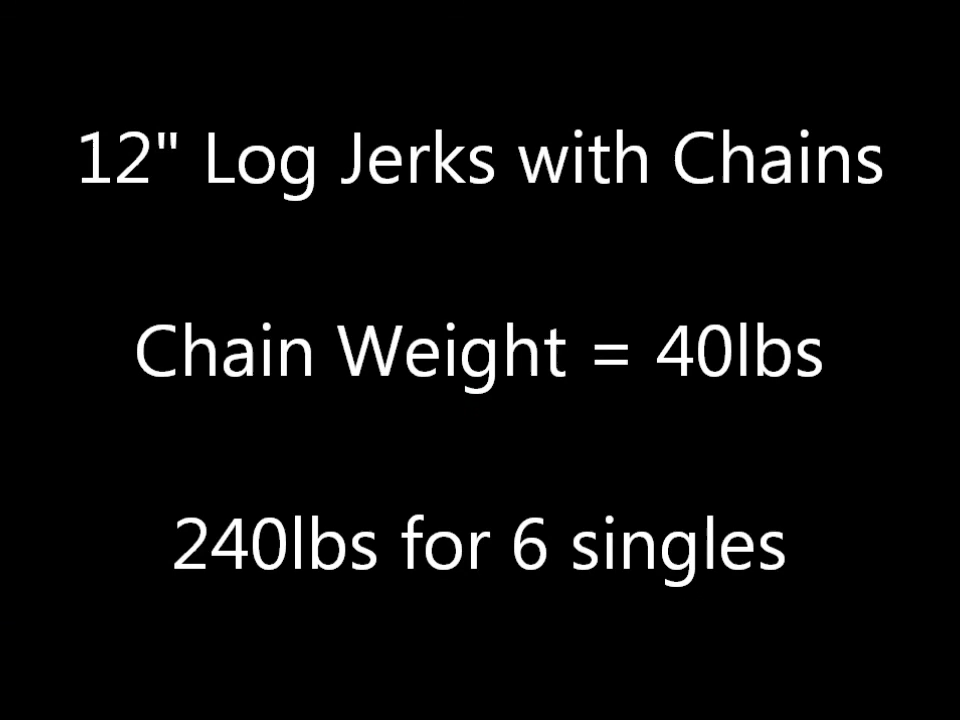 12" Log Jerks with Chains
Chain Weight = 40lbs
240lbs for 6 singles